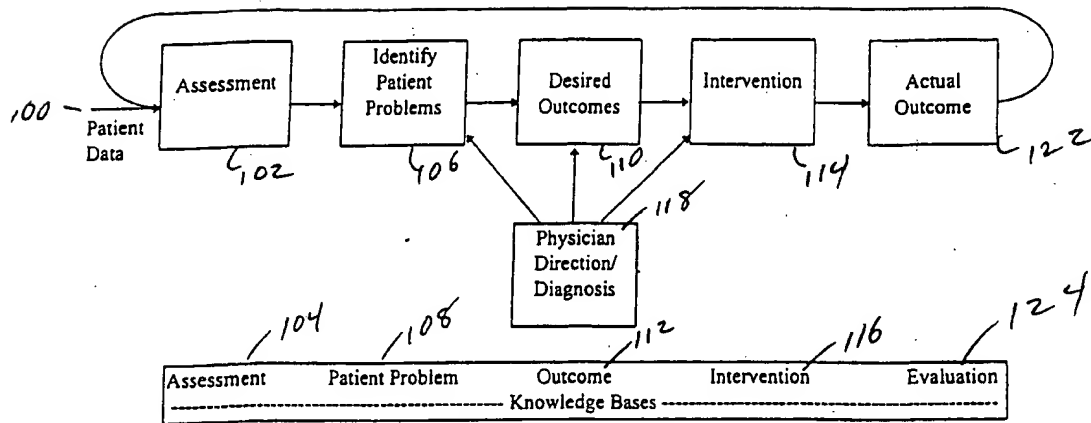 Assessment
Identify
Patient
Problems
Desired
Outcomes
Intervention
Actual
Outcome
100
Patient
Data
102
106
110
114
122
118
Physician
Direction/
Diagnosis
104
108
112
116
124
Assessment Patient Problem Outcome Intervention Evaluation
Knowledge Bases